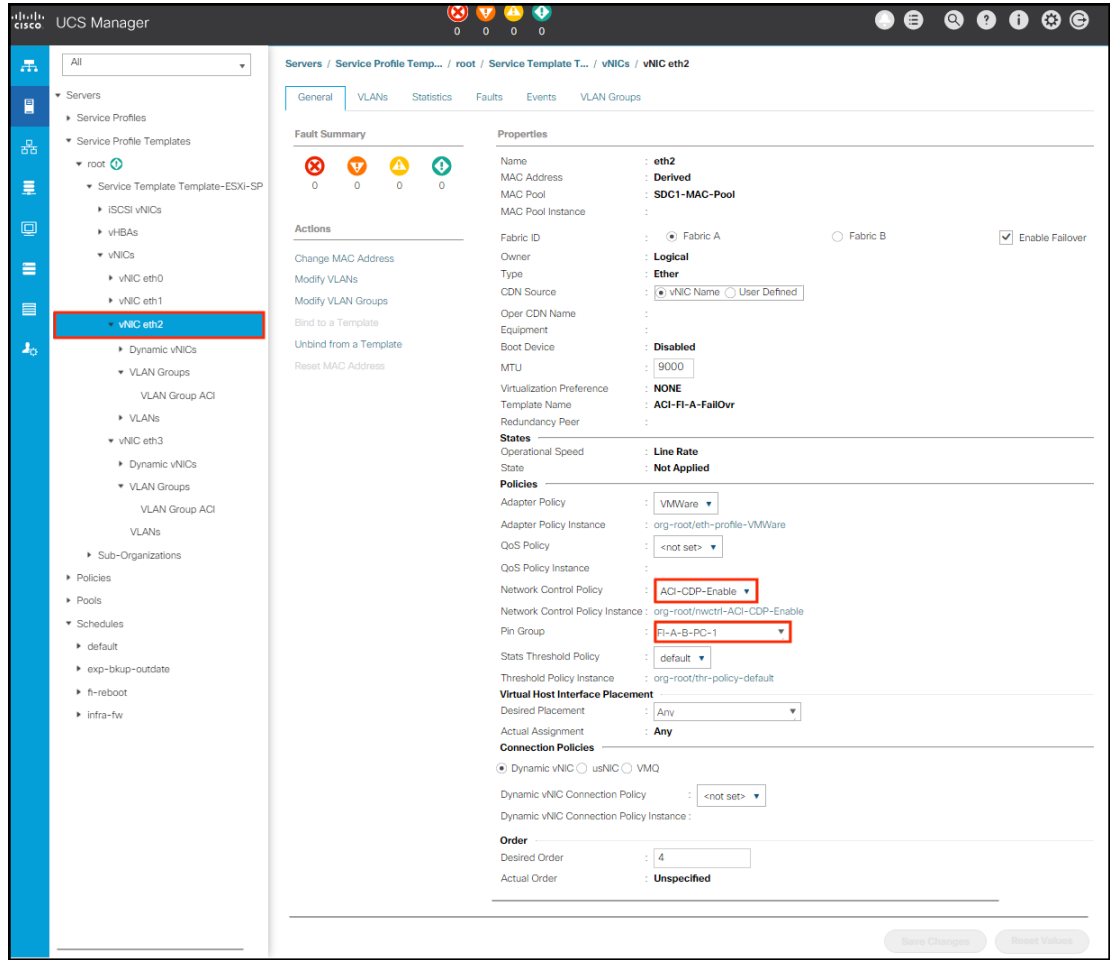 cisco UCS Manager
0 0 0 0
All
Servers
Service Profiles
Service Profile Templates
root
Service Template Template-ESXi-SP
iSCSI vNICs
vHBAs
vNICs
vNIC eth0
vNIC eth1
vNIC eth2
Dynamic vNICs
VLAN Groups
VLAN Group ACI
VLANs
vNIC eth3
Dynamic vNICs
VLAN Groups
VLAN Group ACI
VLANs
Sub-Organizations
Policies
Pools
Schedules
default
exp-bkup-outdate
fi-reboot
infra-fw
Servers / Service Profile Temp... / root / Service Template T... / vNICs / vNIC eth2
General VLANs Statistics Faults Events VLAN Groups
Fault Summary
0 0 0 0
Actions
Change MAC Address
Modify VLANs
Modify VLAN Groups
Bind to a Template
Unbind from a Template
Reset MAC Address
Properties
Name : eth2
MAC Address : Derived
MAC Pool : SDC1-MAC-Pool
MAC Pool Instance :
Fabric ID : Fabric A Fabric B Enable Failover
Owner : Logical
Type : Ether
CDN Source : vNIC Name User Defined
Oper CDN Name :
Equipment :
Boot Device : Disabled
MTU : 9000
Virtualization Preference : NONE
Template Name : ACI-FI-A-FailOvr
Redundancy Peer :
States
Operational Speed : Line Rate
State : Not Applied
Policies
Adapter Policy : VMWare
Adapter Policy Instance : org-root/eth-profile-VMWare
QoS Policy : <not set>
QoS Policy Instance :
Network Control Policy : ACI-CDP-Enable
Network Control Policy Instance : org-root/nwctrl-ACI-CDP-Enable
Pin Group : FI-A-B-PC-1
Stats Threshold Policy : default
Threshold Policy Instance : org-root/thr-policy-default
Virtual Host Interface Placement
Desired Placement : Any
Actual Assignment : Any
Connection Policies
Dynamic vNIC usNIC VMQ
Dynamic vNIC Connection Policy : <not set>
Dynamic vNIC Connection Policy Instance :
Order
Desired Order : 4
Actual Order : Unspecified
Save Changes Reset Values